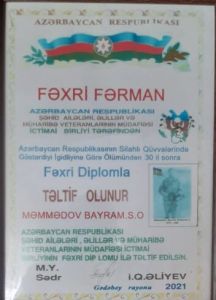 AZƏRBAYCAN RESPUBLİKASI
FƏXRİ FƏRMAN
AZƏRBAYCAN RESPUBLİKASI
ŞƏHİD AİLƏLƏRİ, ƏLİLLƏR VƏ
MÜHARİBƏ VETERANLARININ MÜDAFİƏSİ
İCTİMAİ BİRLİYİ TƏRƏFİNDƏN
Azərbaycan Respublikasının Silahlı Qüvvələrində
Göstərdiyi İgidliyinə Görə Ölümündən 30 il sonra
Fəxri Diplomla
TƏLTİF OLUNUR
MƏMMƏDOV BAYRAM.S.O
AZƏRBAYCAN RESPUBLİKASI
ŞƏHİD AİLƏLƏRİ, ƏLİLLƏR VƏ MÜHARİBƏ
VETERANLARININ MÜDAFİƏSİ İCTİMAİ
BİRLİYİNİN FƏXRİ DİPLOMU İLƏ TƏLTİF EDİLSİN.
M.Y.
Sədr İ.Q.ƏLİYEV
Gədəbəy rayonu 2021